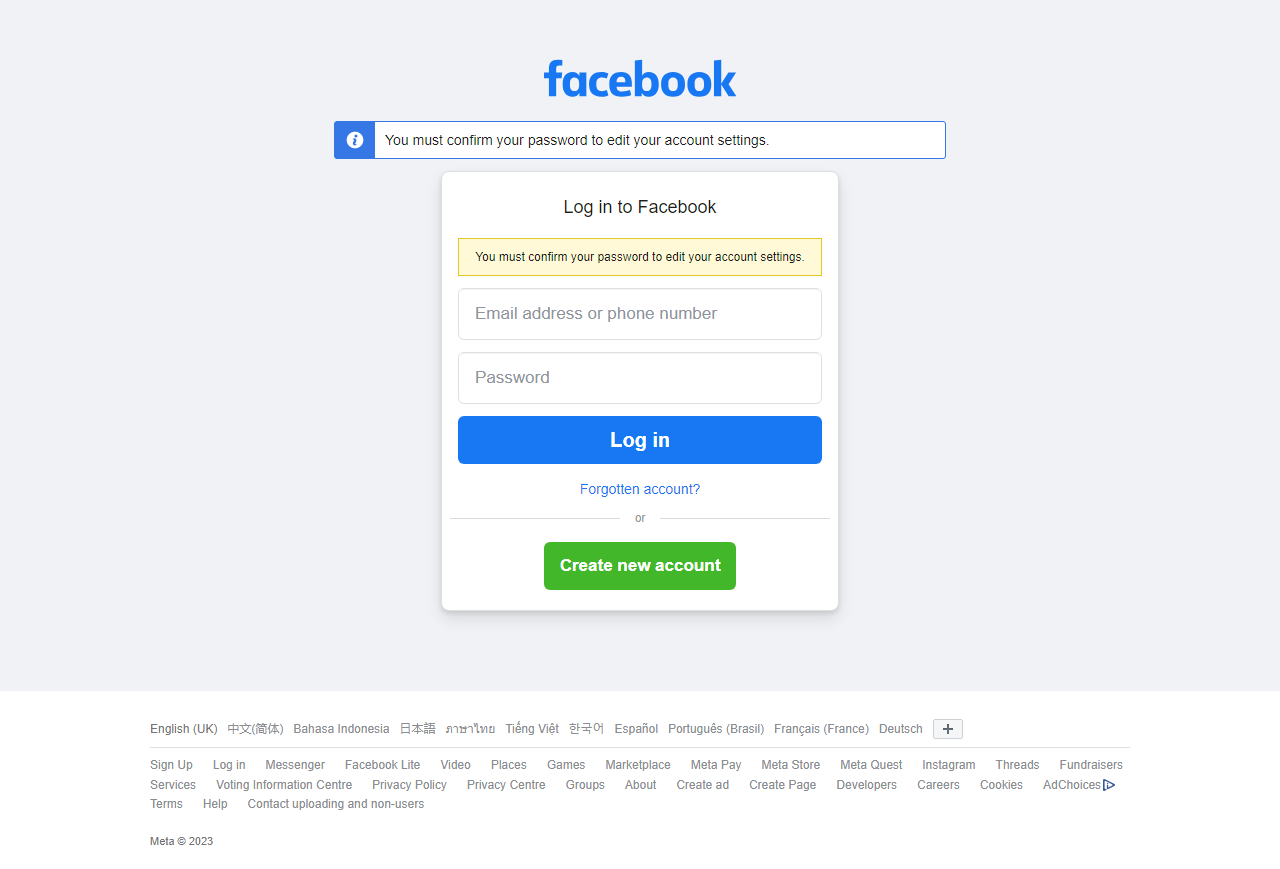 facebook
You must confirm your password to edit your account settings.
Log in to Facebook
You must confirm your password to edit your account settings.
Email address or phone number
Password
Log in
Forgotten account?
or
Create new account
English (UK) 中文(简体) Bahasa Indonesia 日本語 ภาษาไทย Tiếng Việt 한국어 Español Português (Brasil) Français (France) Deutsch
Sign Up Log in Messenger Facebook Lite Video Places Games Marketplace Meta Pay Meta Store Meta Quest Instagram Threads Fundraisers
Services Voting Information Centre Privacy Policy Privacy Centre Groups About Create ad Create Page Developers Careers Cookies AdChoices
Terms Help Contact uploading and non-users
Meta © 2023